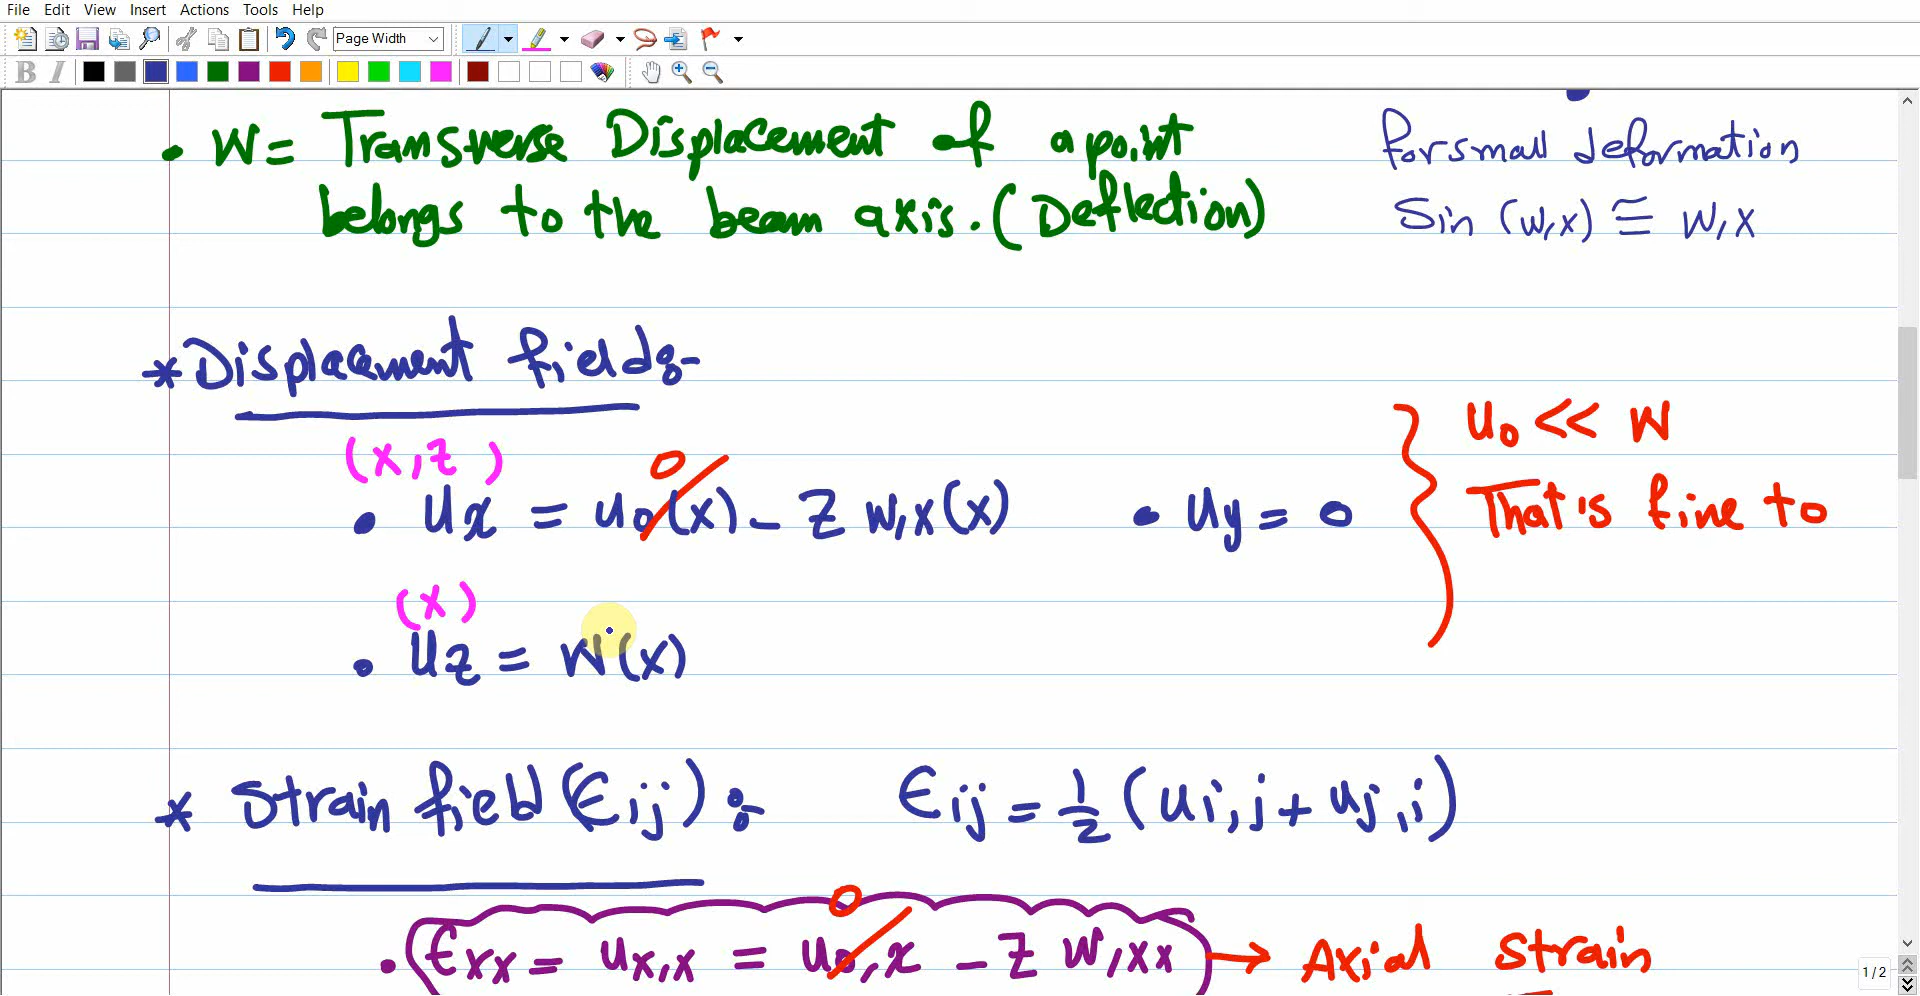 File Edit View Insert Actions Tools Help
Page Width
B I
• W = Transverse Displacement of a point
belongs to the beam axis. (Deflection)
for small deformation
Sin (w,x) ≅ w,x
* Displacement field:-
(x,z)
• Ux = u0(x) - Z w,x(x)
0
• Uy = 0
u0 << W
That's fine to
(x)
• Uz = W(x)
* Strain field (ϵij) :-
ϵij = 1/2 (ui,j + uj,i)
0
• ϵxx = ux,x = u0,x - Z W,xx → Axial Strain
1/2